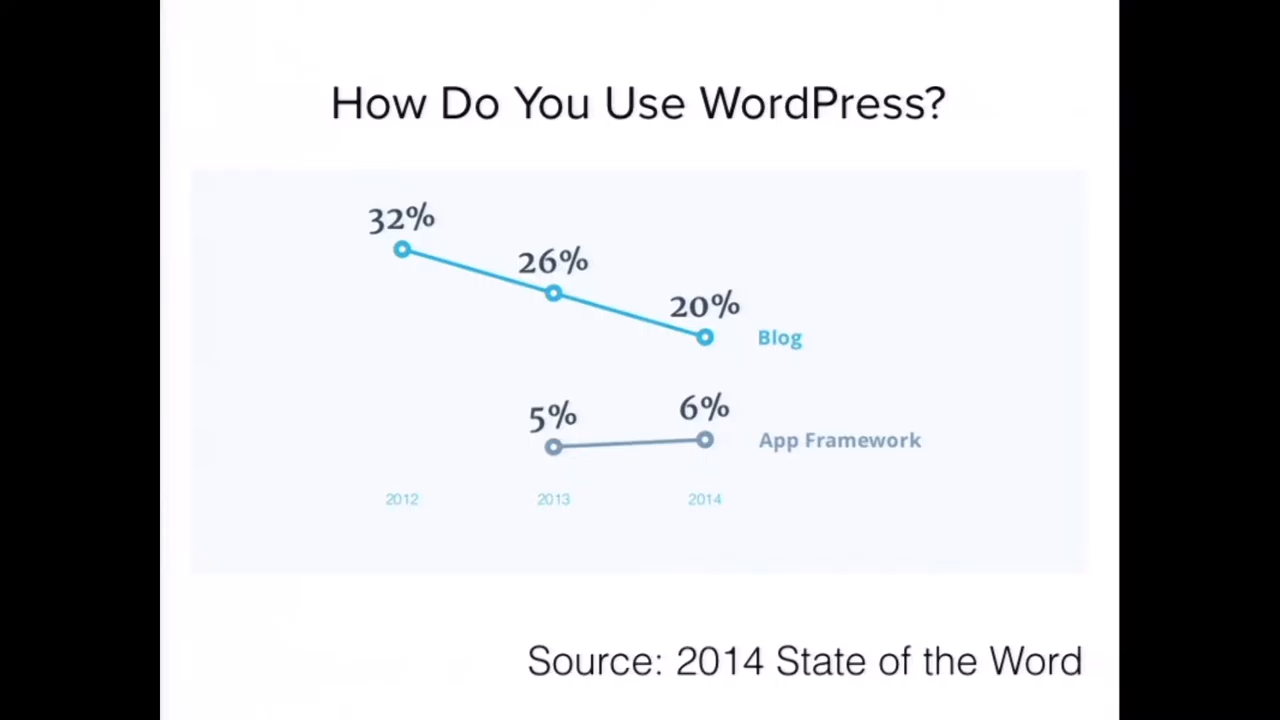 How Do You Use WordPress?
32%
26%
20%
Blog
5%
6%
App Framework
2012
2013
2014
Source: 2014 State of the Word